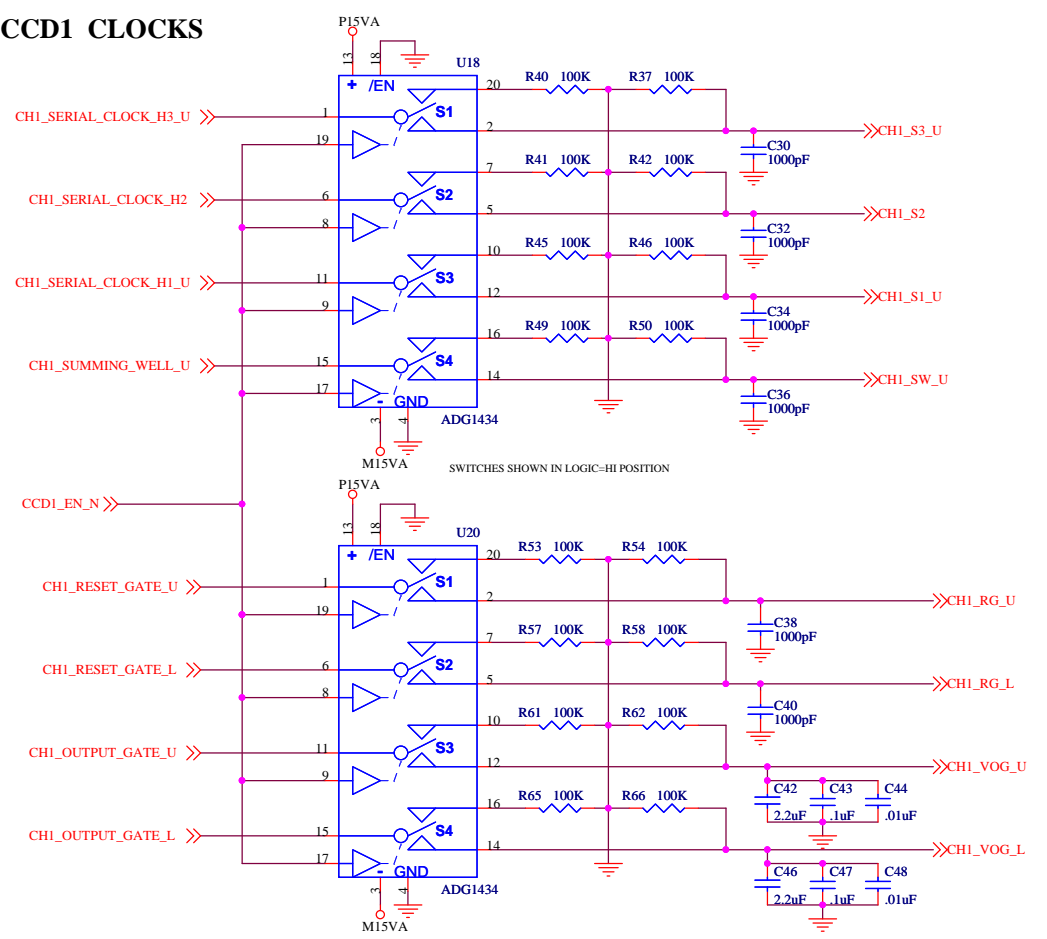 CCD1 CLOCKS
P15VA
13 18
U18
+ /EN
20 R40 100K R37 100K
CH1_SERIAL_CLOCK_H3_U 1 S1
2 CH1_S3_U
19
C30
1000pF
7 R41 100K R42 100K
CH1_SERIAL_CLOCK_H2 6 S2
5 CH1_S2
8
C32
1000pF
10 R45 100K R46 100K
CH1_SERIAL_CLOCK_H1_U 11 S3
12 CH1_S1_U
9
C34
1000pF
16 R49 100K R50 100K
CH1_SUMMING_WELL_U 15 S4
14 CH1_SW_U
17
C36
1000pF
- GND
3 4
ADG1434
M15VA
SWITCHES SHOWN IN LOGIC=HI POSITION
CCD1_EN_N
P15VA
13 18
U20
+ /EN
20 R53 100K R54 100K
CH1_RESET_GATE_U 1 S1
2 CH1_RG_U
19
C38
1000pF
7 R57 100K R58 100K
CH1_RESET_GATE_L 6 S2
5 CH1_RG_L
8
C40
1000pF
10 R61 100K R62 100K
CH1_OUTPUT_GATE_U 11 S3
12 CH1_VOG_U
9
C42 C43 C44
2.2uF .1uF .01uF
16 R65 100K R66 100K
CH1_OUTPUT_GATE_L 15 S4
14 CH1_VOG_L
17
C46 C47 C48
2.2uF .1uF .01uF
- GND
3 4
ADG1434
M15VA